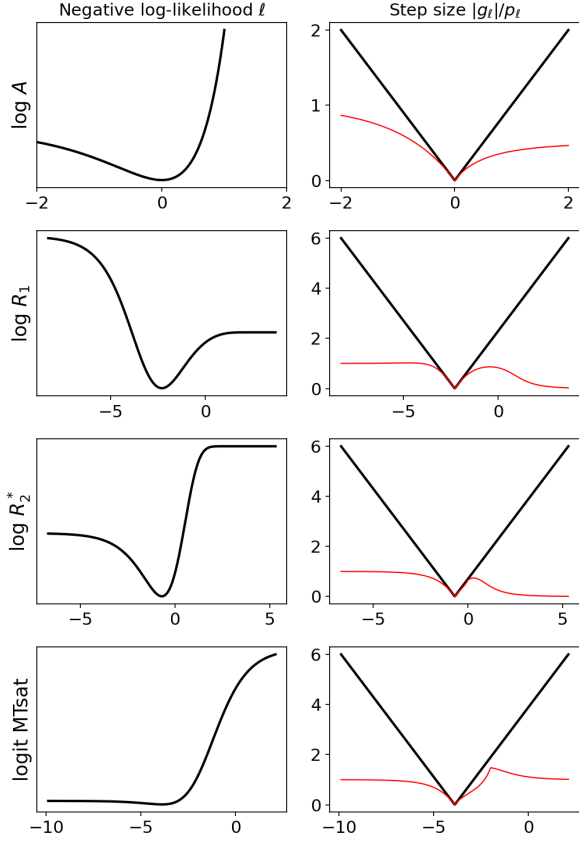 Negative log-likelihood ℓ
Step size |gℓ|/pℓ
log A
−2 0 2
0 1 2
−2 0 2
log R₁
−5 0
0 2 4 6
−5 0
log R₂*
−5 0 5
0 2 4 6
−5 0 5
logit MTsat
−10 −5 0
0 2 4 6
−10 −5 0